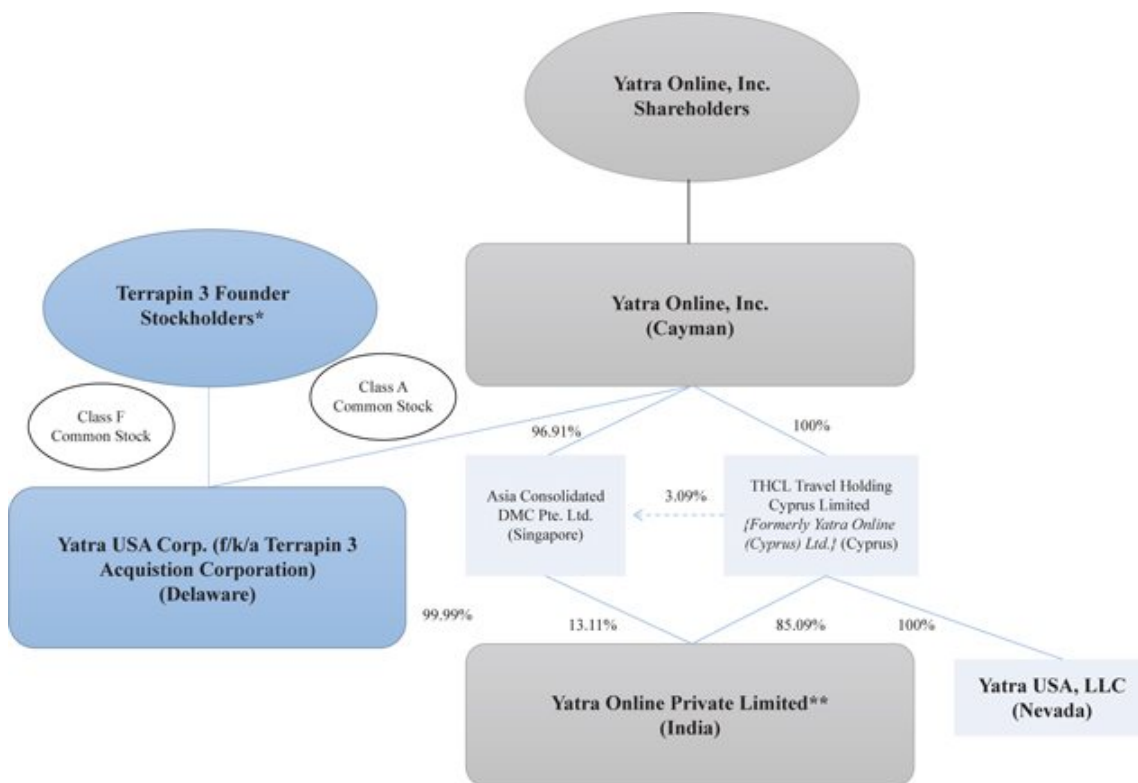 Yatra Online, Inc.
Shareholders
Terrapin 3 Founder
Stockholders*
Yatra Online, Inc.
(Cayman)
Class F
Common Stock
Class A
Common Stock
96.91%
100%
Asia Consolidated
DMC Pte. Ltd.
(Singapore)
3.09%
THCL Travel Holding
Cyprus Limited
{Formerly Yatra Online
(Cyprus) Ltd.} (Cyprus)
Yatra USA Corp. (f/k/a Terrapin 3
Acquistion Corporation)
(Delaware)
99.99%
13.11%
85.09%
100%
Yatra Online Private Limited**
(India)
Yatra USA, LLC
(Nevada)